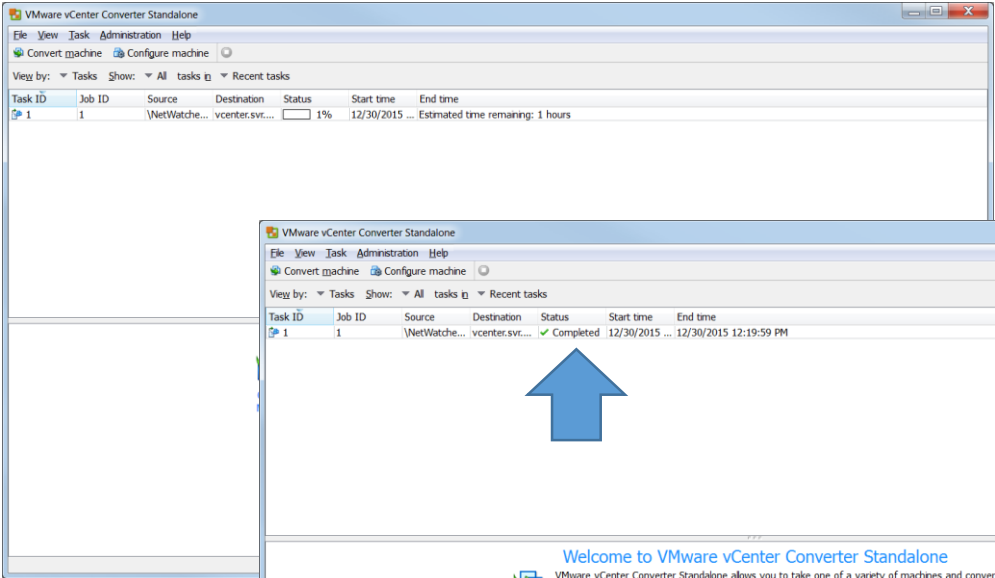 VMware vCenter Converter Standalone
File View Task Administration Help
Convert machine Configure machine
View by: Tasks Show: All tasks in Recent tasks
Task ID Job ID Source Destination Status Start time End time
1 1 \NetWatche... vcenter.svr.... 1% 12/30/2015 ... Estimated time remaining: 1 hours
VMware vCenter Converter Standalone
File View Task Administration Help
Convert machine Configure machine
View by: Tasks Show: All tasks in Recent tasks
Task ID Job ID Source Destination Status Start time End time
1 1 \NetWatche... vcenter.svr.... Completed 12/30/2015 ... 12/30/2015 12:19:59 PM
Welcome to VMware vCenter Converter Standalone
VMware vCenter Converter Standalone allows you to take one of a variety of machines and conver